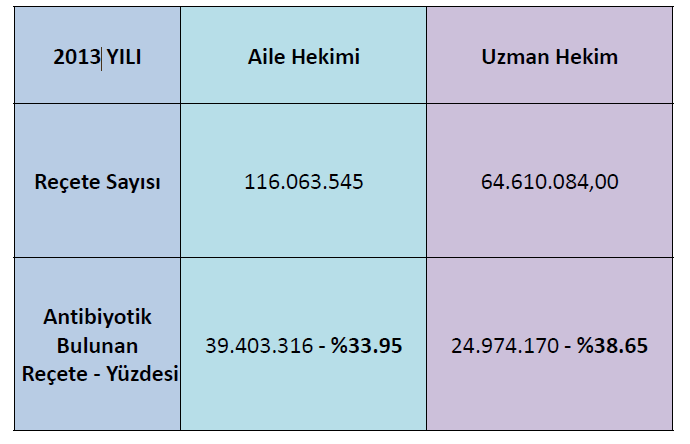 2013 YILI
Aile Hekimi
Uzman Hekim
Reçete Sayısı
116.063.545
64.610.084,00
Antibiyotik
Bulunan
Reçete - Yüzdesi
39.403.316 - %33.95
24.974.170 - %38.65